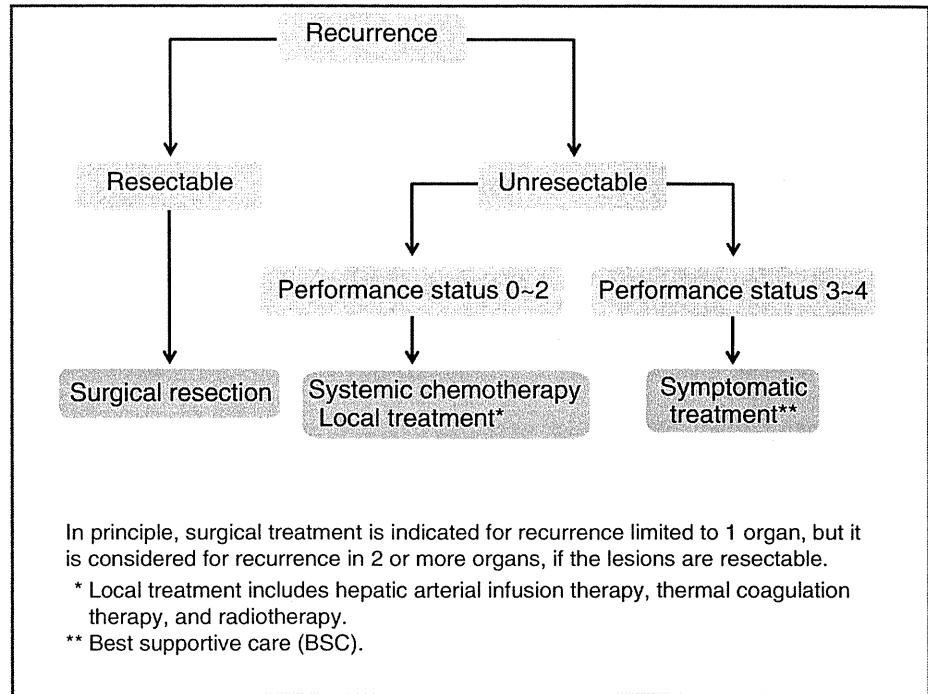 Recurrence
Resectable
Unresectable
Performance status 0~2
Performance status 3~4
Surgical resection
Systemic chemotherapy
Local treatment*
Symptomatic
treatment**
In principle, surgical treatment is indicated for recurrence limited to 1 organ, but it
is considered for recurrence in 2 or more organs, if the lesions are resectable.
* Local treatment includes hepatic arterial infusion therapy, thermal coagulation
therapy, and radiotherapy.
** Best supportive care (BSC).